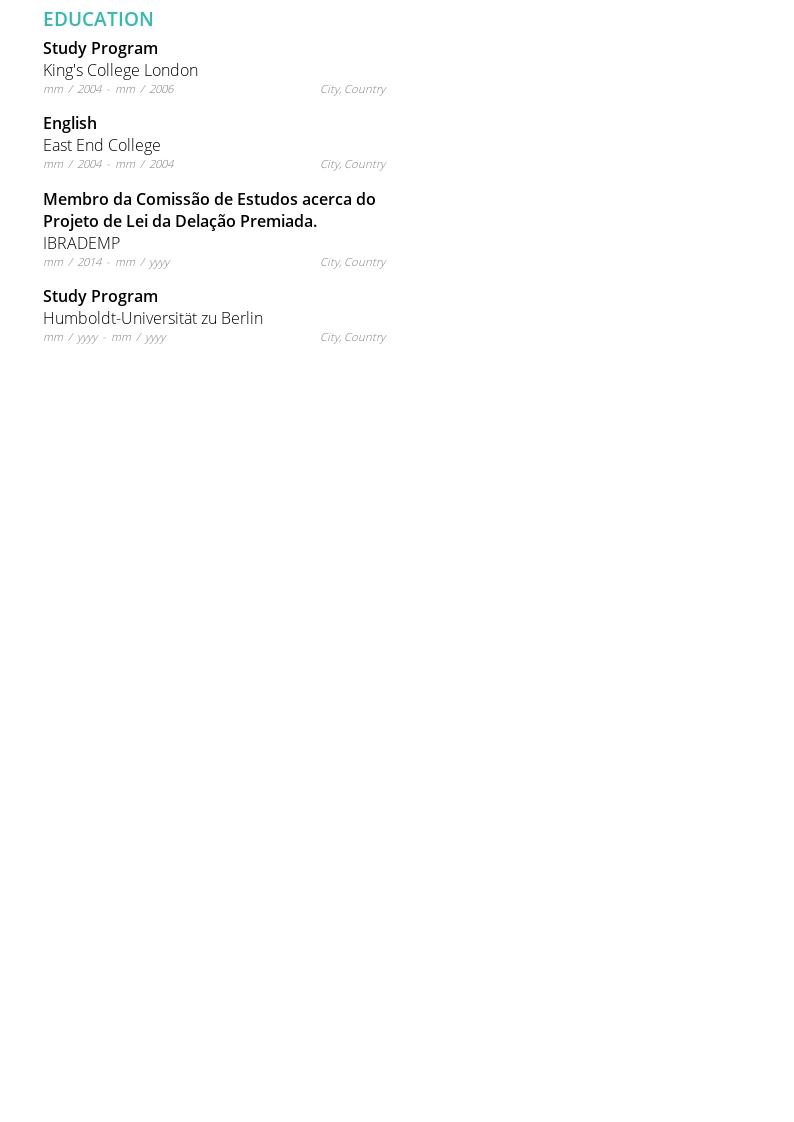 EDUCATION
Study Program
King's College London
mm / 2004 - mm / 2006 City, Country
English
East End College
mm / 2004 - mm / 2004 City, Country
Membro da Comissão de Estudos acerca do
Projeto de Lei da Delação Premiada.
IBRADEMP
mm / 2014 - mm / yyyy City, Country
Study Program
Humboldt-Universität zu Berlin
mm / yyyy - mm / yyyy City, Country